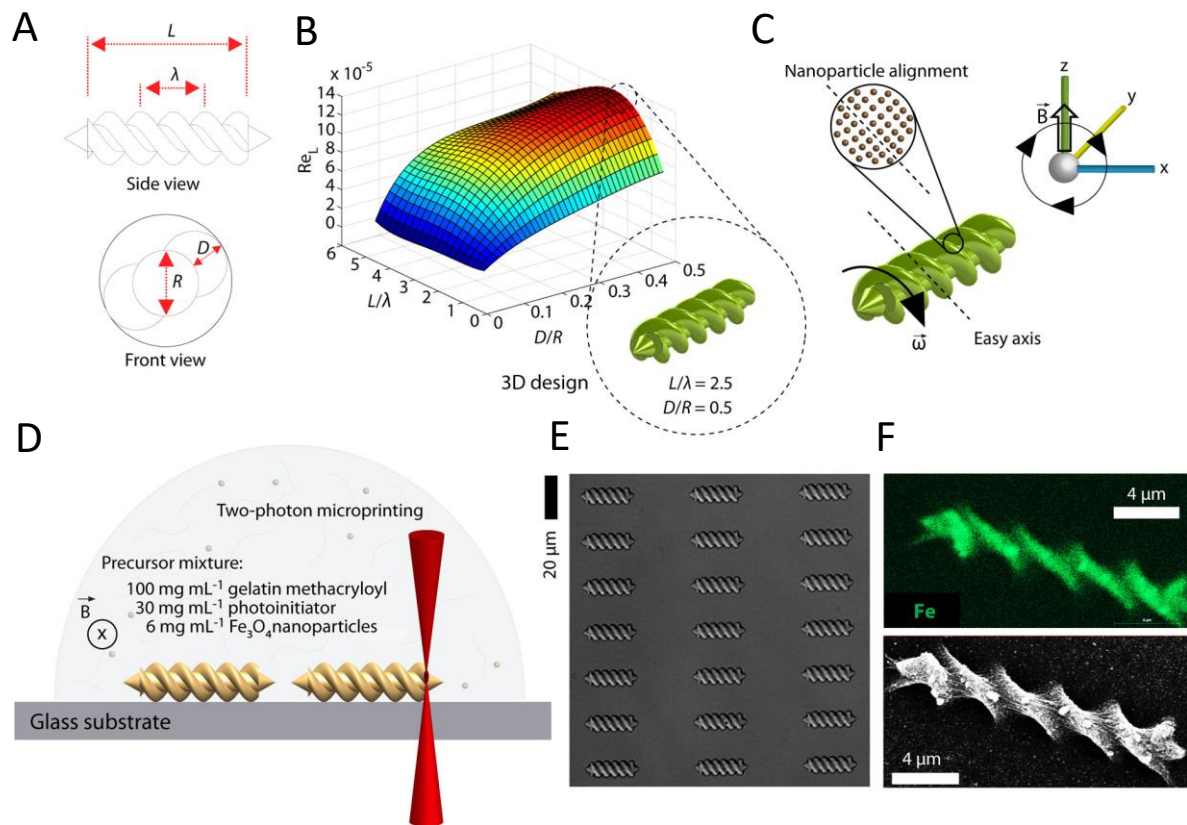 A
L
λ
Side view
D
R
Front view
B
x 10⁻⁵
14
12
10
8
6
4
2
0
Re_L
6
5
4
3
2
1
0
L/λ
0
0.1
0.2
0.3
0.4
0.5
D/R
3D design
L/λ = 2.5
D/R = 0.5
C
Nanoparticle alignment
z
y
B
x
ω
Easy axis
D
Two-photon microprinting
Precursor mixture:
100 mg mL⁻¹ gelatin methacryloyl
30 mg mL⁻¹ photoinitiator
6 mg mL⁻¹ Fe₃O₄nanoparticles
B
X
Glass substrate
E
20 µm
F
4 µm
Fe
4 µm